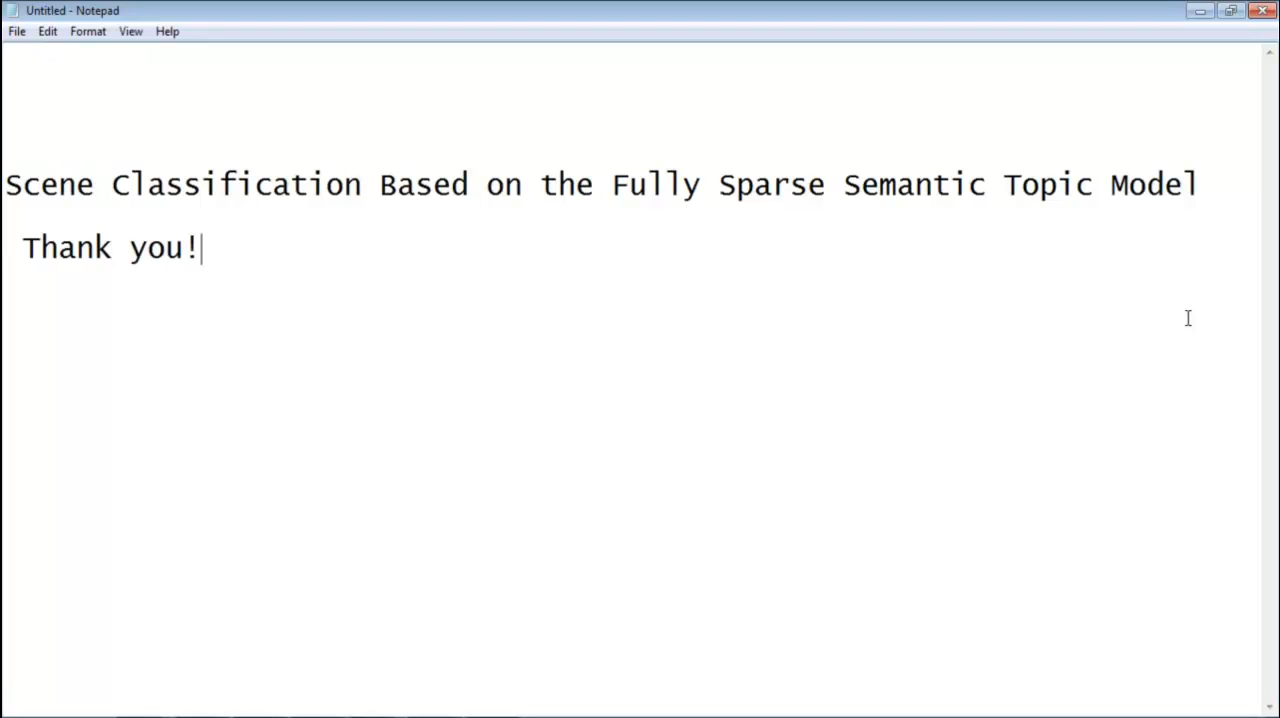 Untitled - Notepad
File Edit Format View Help
Scene Classification Based on the Fully Sparse Semantic Topic Model
Thank you!